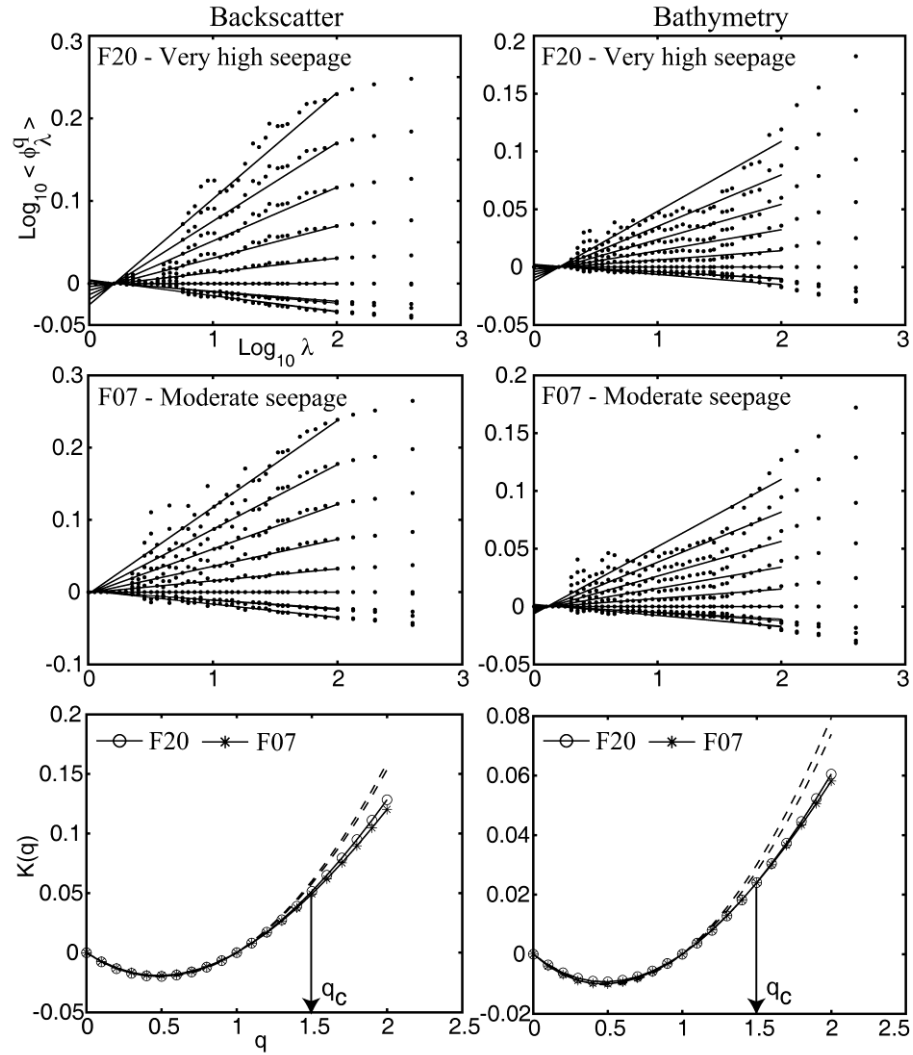 Backscatter
Bathymetry
F20 - Very high seepage
0.3
0.2
0.1
0
-0.05
Log10 < ϕλ^q >
0 1 2 3
Log10 λ
F20 - Very high seepage
0.2
0.15
0.1
0.05
0
-0.05
0 1 2 3
F07 - Moderate seepage
0.3
0.2
0.1
0
-0.1
0 1 2 3
F07 - Moderate seepage
0.2
0.15
0.1
0.05
0
-0.05
0 1 2 3
F20 F07
0.2
0.15
0.1
0.05
0
-0.05
K(q)
qc
0 0.5 1 1.5 2 2.5
q
F20 F07
0.08
0.06
0.04
0.02
0
-0.02
qc
0 0.5 1 1.5 2 2.5